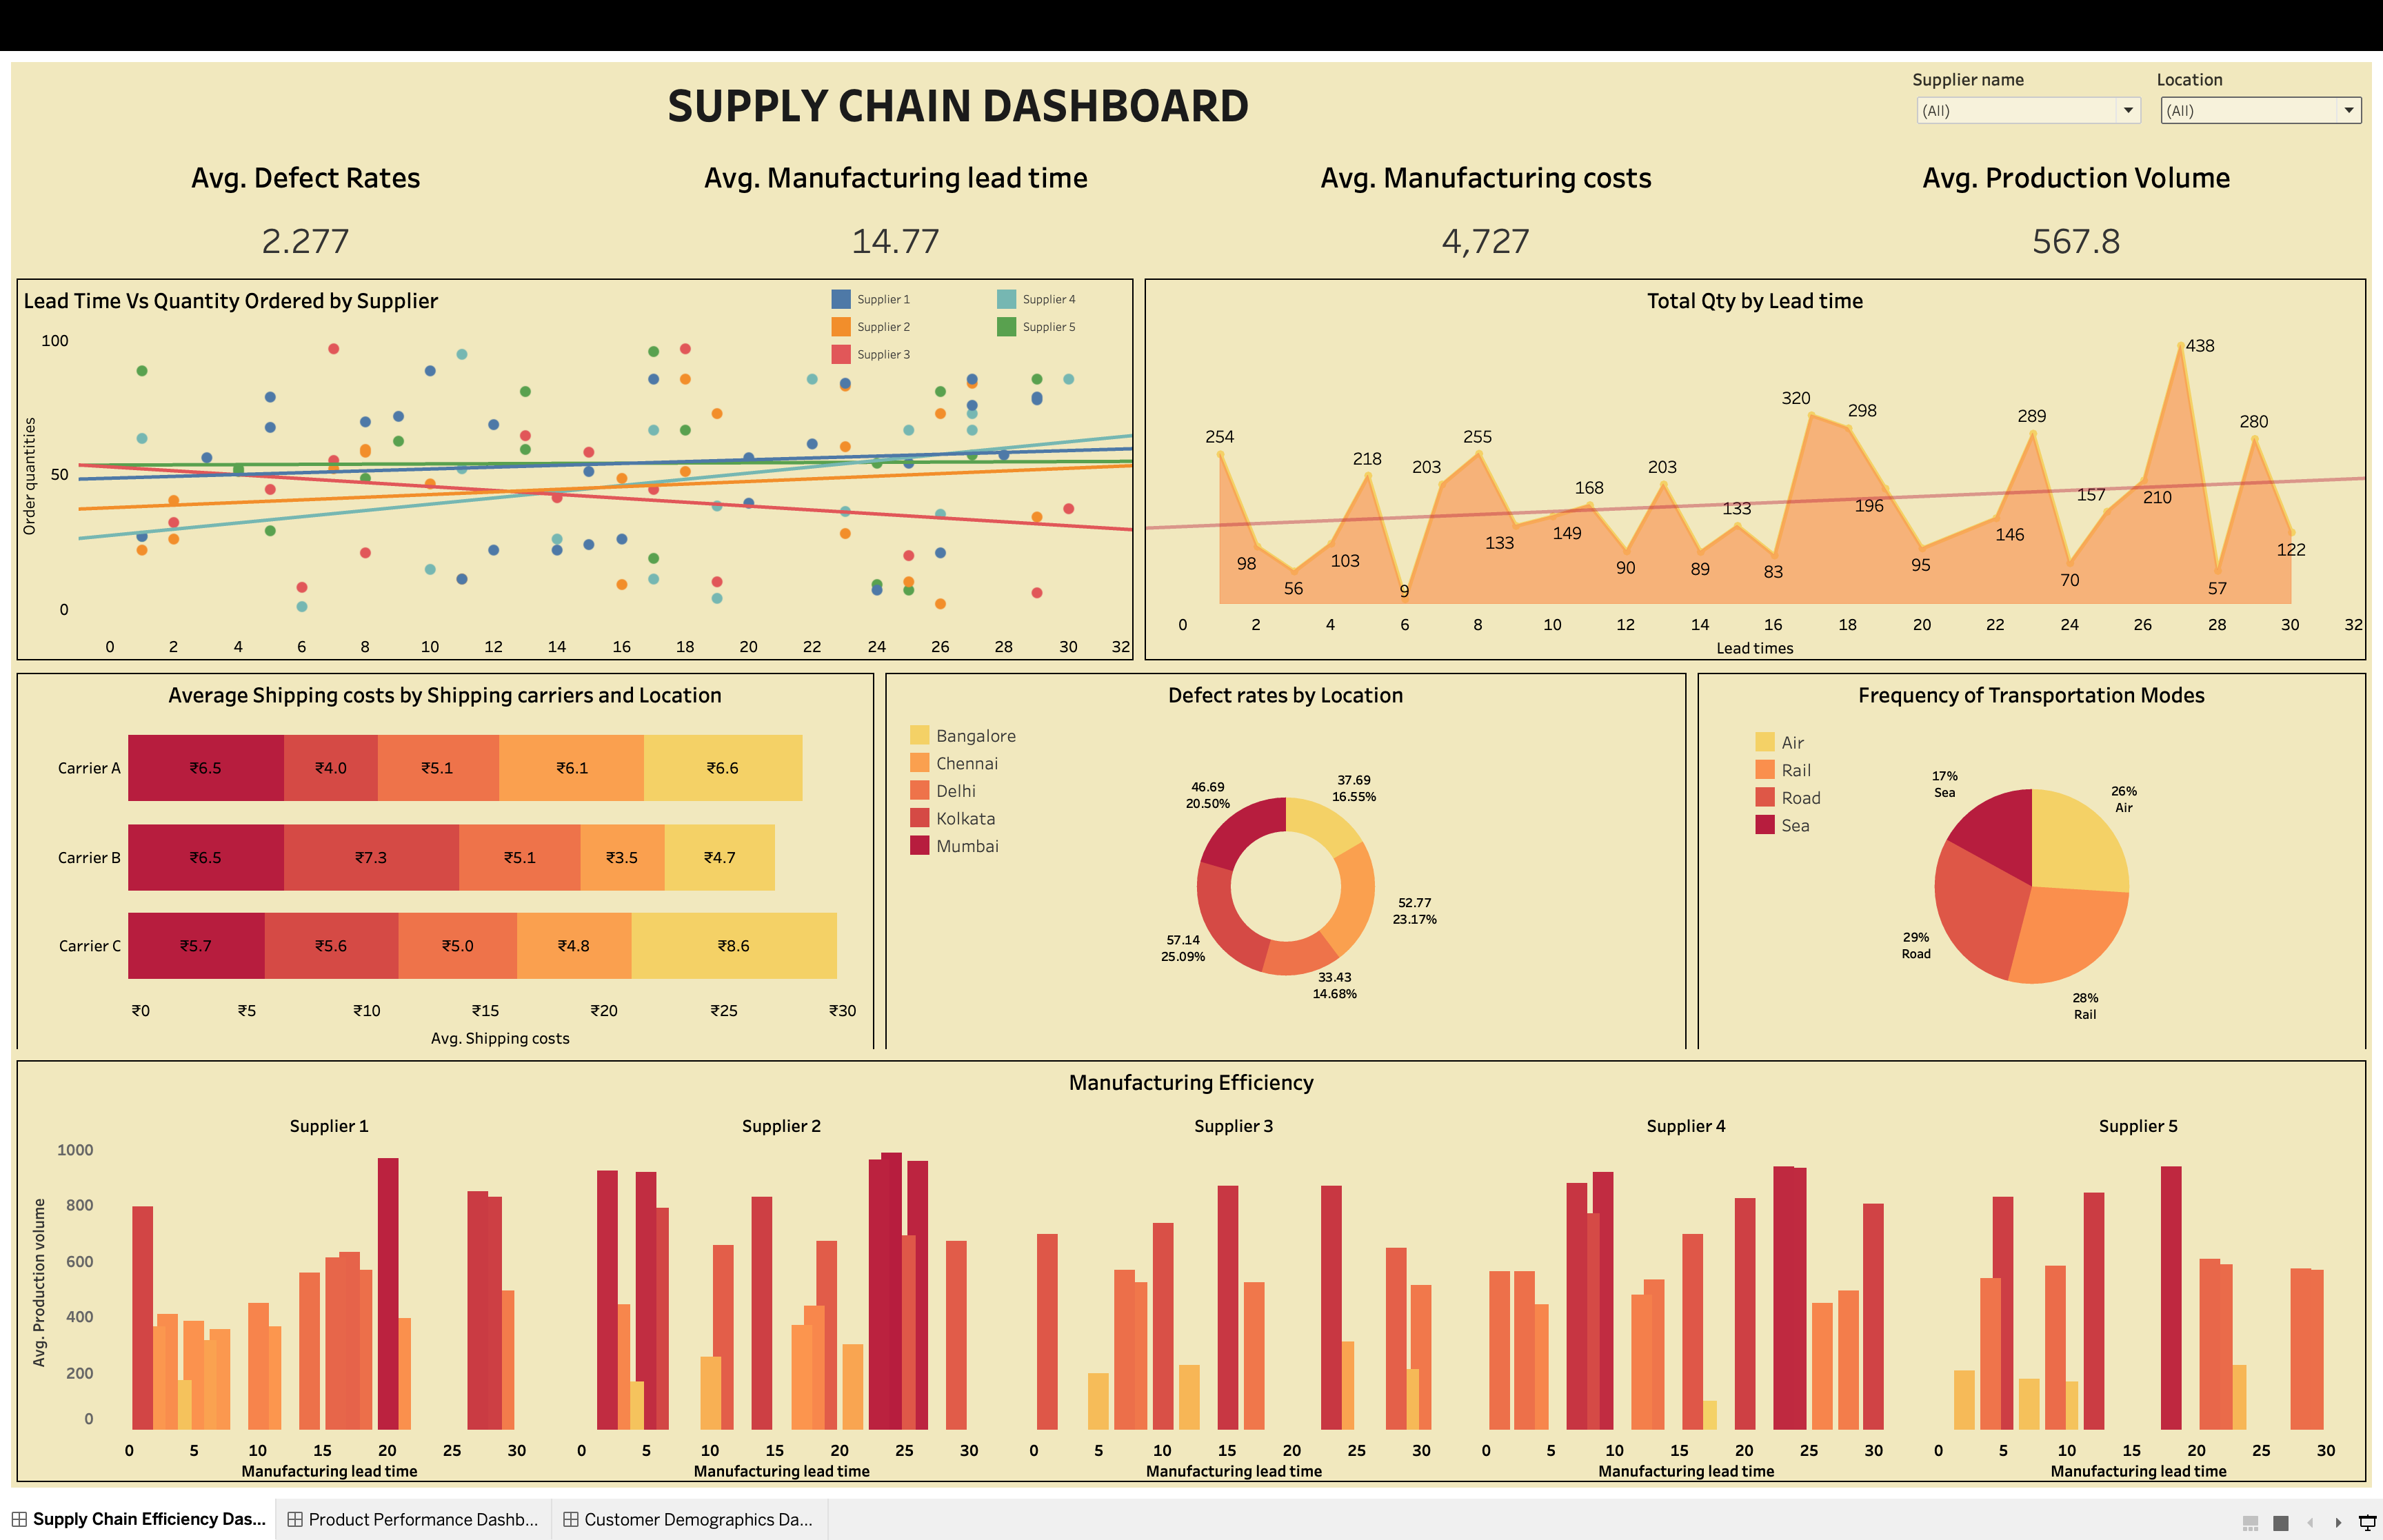 SUPPLY CHAIN DASHBOARD
Supplier name
Location
(All)
(All)
Avg. Defect Rates
Avg. Manufacturing lead time
Avg. Manufacturing costs
Avg. Production Volume
2.277
14.77
4,727
567.8
Lead Time Vs Quantity Ordered by Supplier
Supplier 1
Supplier 2
Supplier 3
Supplier 4
Supplier 5
Order quantities
100
50
0
0 2 4 6 8 10 12 14 16 18 20 22 24 26 28 30 32
Total Qty by Lead time
254
98
56
103
218
9
203
255
133
149
168
90
203
89
133
83
320
298
196
95
146
289
70
157
210
438
57
280
122
0 2 4 6 8 10 12 14 16 18 20 22 24 26 28 30 32
Lead times
Average Shipping costs by Shipping carriers and Location
Carrier A ₹6.5 ₹4.0 ₹5.1 ₹6.1 ₹6.6
Carrier B ₹6.5 ₹7.3 ₹5.1 ₹3.5 ₹4.7
Carrier C ₹5.7 ₹5.6 ₹5.0 ₹4.8 ₹8.6
₹0 ₹5 ₹10 ₹15 ₹20 ₹25 ₹30
Avg. Shipping costs
Defect rates by Location
Bangalore
Chennai
Delhi
Kolkata
Mumbai
46.69
20.50%
37.69
16.55%
52.77
23.17%
57.14
25.09%
33.43
14.68%
Frequency of Transportation Modes
Air
Rail
Road
Sea
17%
Sea
26%
Air
29%
Road
28%
Rail
Manufacturing Efficiency
Supplier 1
Supplier 2
Supplier 3
Supplier 4
Supplier 5
Avg. Production volume
1000
800
600
400
200
0
0 5 10 15 20 25 30
0 5 10 15 20 25 30
0 5 10 15 20 25 30
0 5 10 15 20 25 30
0 5 10 15 20 25 30
Manufacturing lead time
Manufacturing lead time
Manufacturing lead time
Manufacturing lead time
Manufacturing lead time
Supply Chain Efficiency Das...
Product Performance Dashb...
Customer Demographics Da...